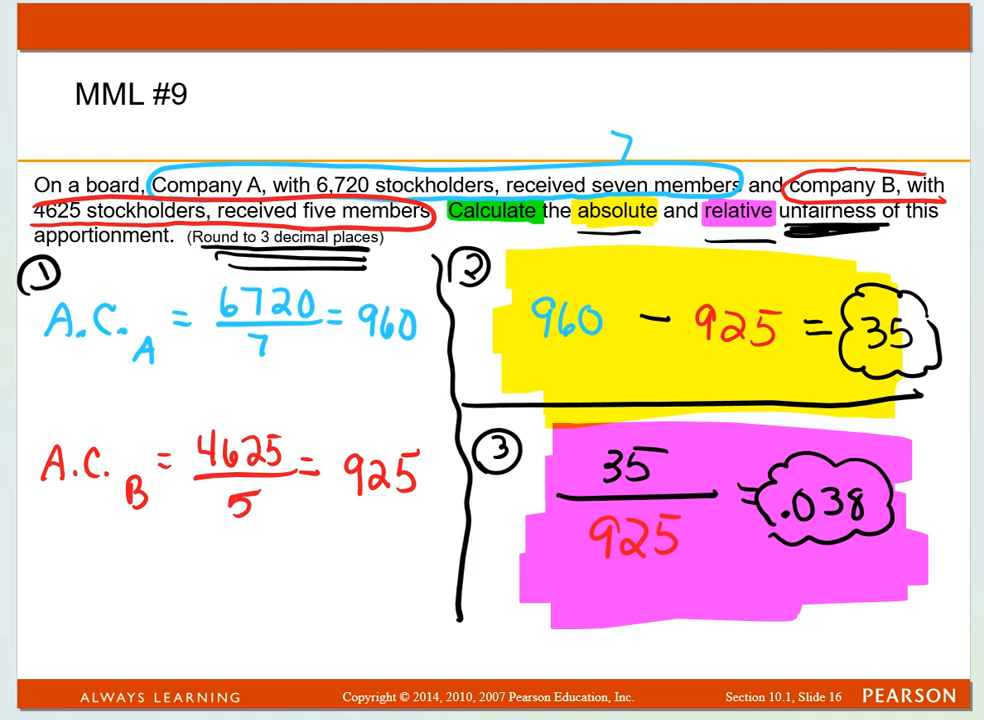 MML #9
7
On a board, Company A, with 6,720 stockholders, received seven members and company B, with
4625 stockholders, received five members. Calculate the absolute and relative unfairness of this
apportionment. (Round to 3 decimal places)
①
A.C. A = 6720/7 = 960
A.C. B = 4625/5 = 925
②
960 - 925 = 35
③
35/925 = .038
ALWAYS LEARNING
Copyright © 2014, 2010, 2007 Pearson Education, Inc.
Section 10.1, Slide 16
PEARSON